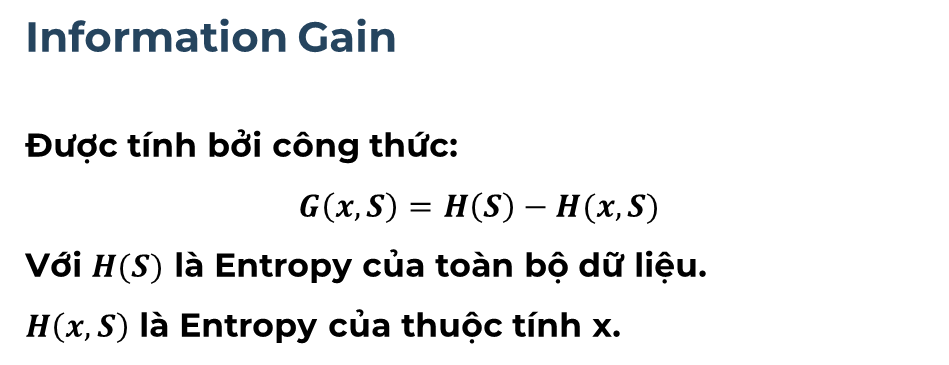 Information Gain
Được tính bởi công thức:
G(x, S) = H(S) − H(x, S)
Với H(S) là Entropy của toàn bộ dữ liệu.
H(x, S) là Entropy của thuộc tính x.